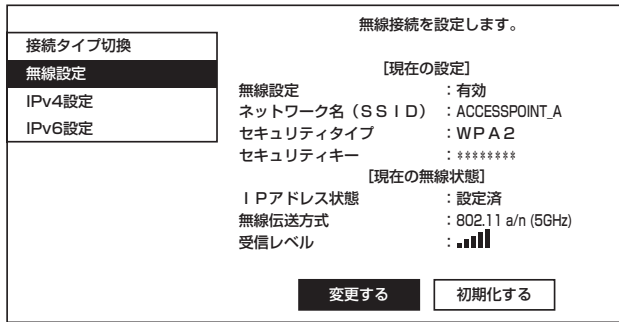 無線接続を設定します。
接続タイプ切換
無線設定
IPv4設定
IPv6設定
[現在の設定]
無線設定 :有効
ネットワーク名(SSID) :ACCESSPOINT_A
セキュリティタイプ :WPA2
セキュリティキー :********
[現在の無線状態]
IPアドレス状態 :設定済
無線伝送方式 :802.11 a/n (5GHz)
受信レベル :
変更する 初期化する